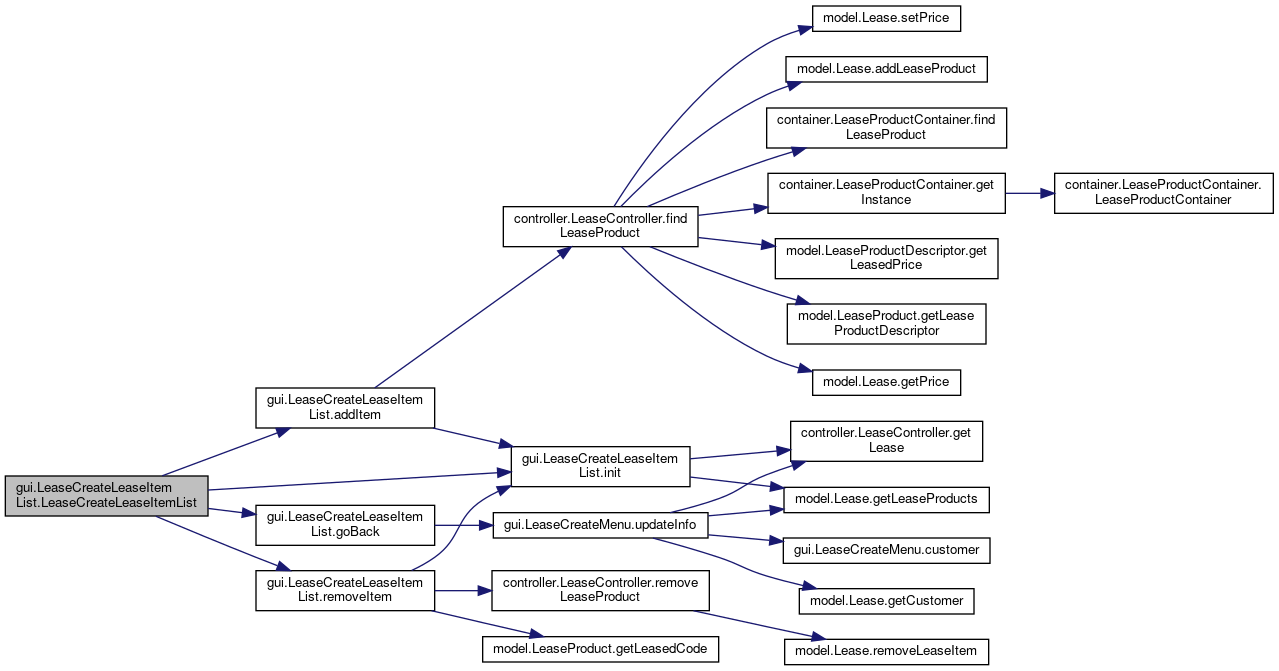 model.Lease.setPrice
model.Lease.addLeaseProduct
container.LeaseProductContainer.find
LeaseProduct
container.LeaseProductContainer.get
Instance
container.LeaseProductContainer.
LeaseProductContainer
controller.LeaseController.find
LeaseProduct
model.LeaseProductDescriptor.get
LeasedPrice
model.LeaseProduct.getLease
ProductDescriptor
model.Lease.getPrice
gui.LeaseCreateLeaseItem
List.addItem
controller.LeaseController.get
Lease
gui.LeaseCreateLeaseItem
List.init
gui.LeaseCreateLeaseItem
List.LeaseCreateLeaseItemList
model.Lease.getLeaseProducts
gui.LeaseCreateLeaseItem
List.goBack
gui.LeaseCreateMenu.updateInfo
gui.LeaseCreateMenu.customer
gui.LeaseCreateLeaseItem
List.removeItem
controller.LeaseController.remove
LeaseProduct
model.Lease.getCustomer
model.LeaseProduct.getLeasedCode
model.Lease.removeLeaseItem